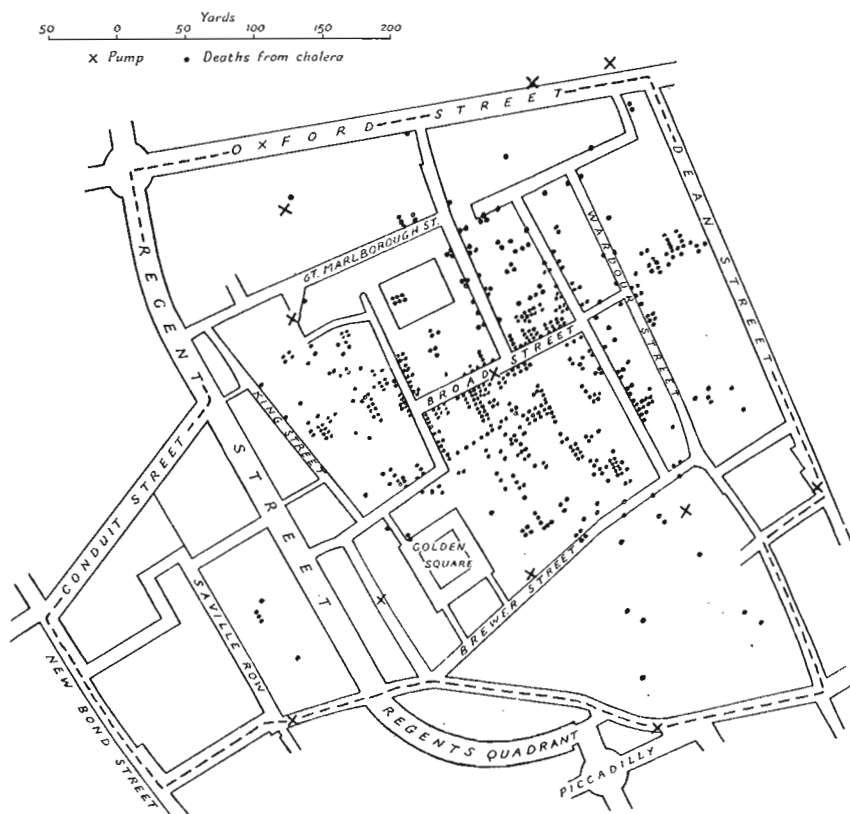 Yards
50 0 50 100 150 200
x Pump • Deaths from cholera
OXFORD STREET
DEAN STREET
REGENT STREET
GT. MARLBOROUGH ST.
WARDOUR STREET
BROAD STREET
KING STREET
CONDUIT STREET
GOLDEN
SQUARE
SAVILLE ROW
BREWER STREET
NEW BOND STREET
REGENTS QUADRANT
PICCADILLY